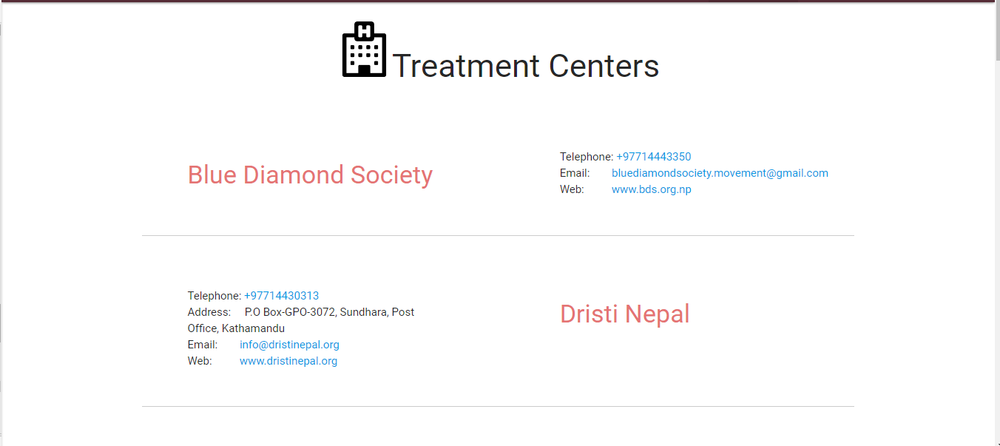 H
Treatment Centers
Blue Diamond Society
Telephone: +97714443350
Email: bluediamondsociety.movement@gmail.com
Web: www.bds.org.np
Telephone: +97714430313
Address: P.O Box-GPO-3072, Sundhara, Post
Office, Kathamandu
Email: info@dristinepal.org
Web: www.dristinepal.org
Dristi Nepal